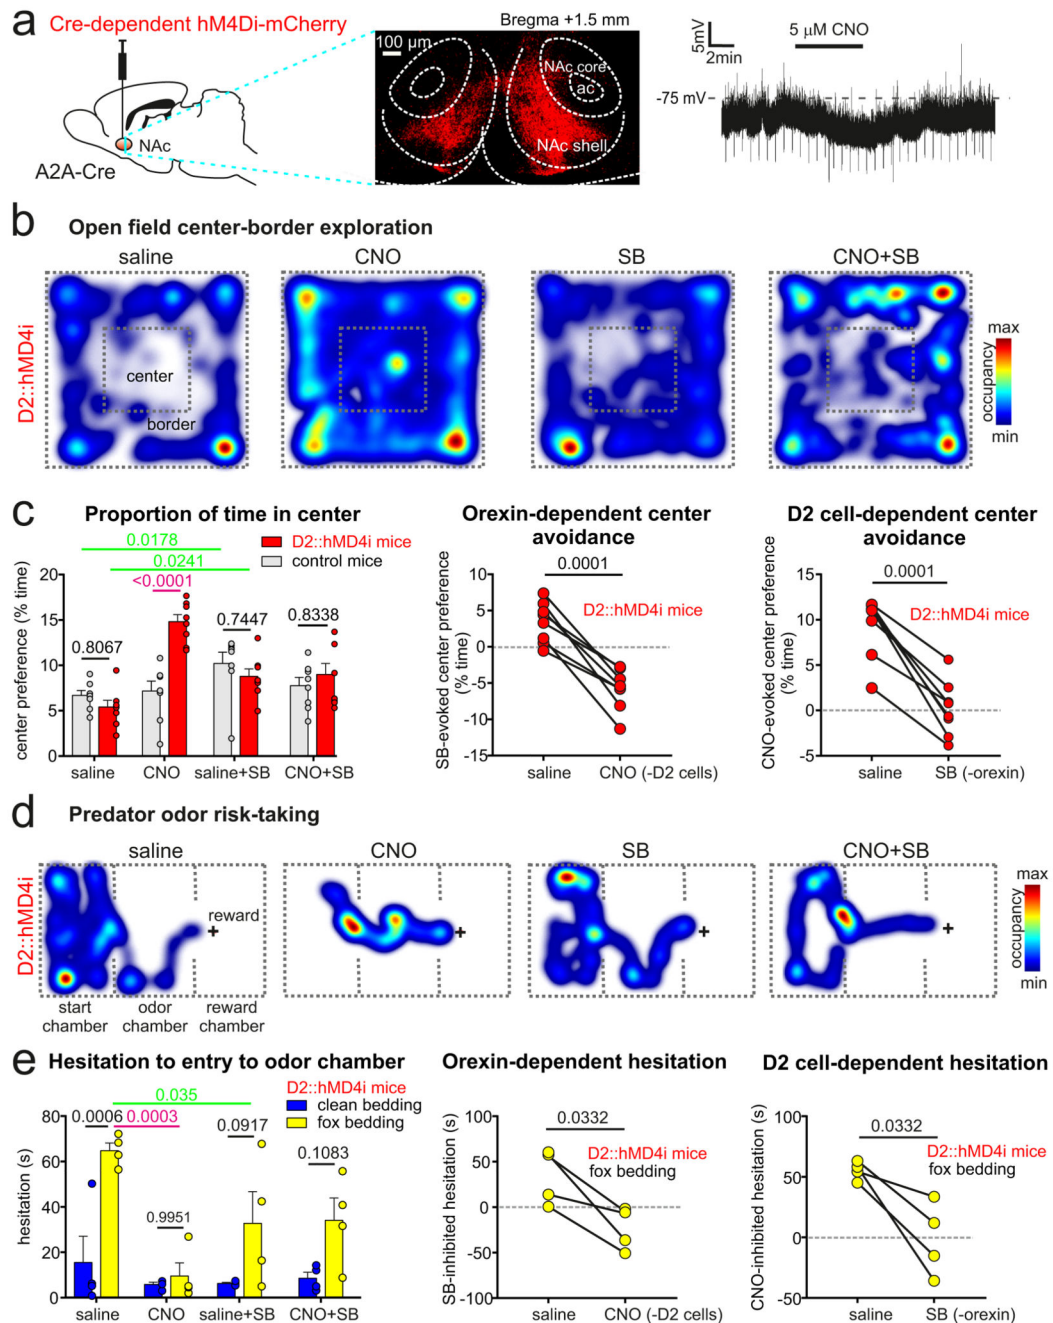 a
Cre-dependent hM4Di-mCherry
NAc
A2A-Cre
Bregma +1.5 mm
100 µm
NAc core
ac
NAc shell
5mV
2min
5 µM CNO
-75 mV
b Open field center-border exploration
saline
CNO
SB
CNO+SB
D2::hMD4i
center
border
max
occupancy
min
c
Proportion of time in center
0.0178
0.0241
<0.0001
0.8067
0.7447
0.8338
D2::hMD4i mice
control mice
center preference (% time)
20
15
10
5
0
saline
CNO
saline+SB
CNO+SB
Orexin-dependent center
avoidance
0.0001
D2::hMD4i mice
SB-evoked center preference
(% time)
10
5
0
-5
-10
-15
saline
CNO (-D2 cells)
D2 cell-dependent center
avoidance
0.0001
D2::hMD4i mice
CNO-evoked center preference
(% time)
15
10
5
0
-5
saline
SB (-orexin)
d Predator odor risk-taking
saline
CNO
SB
CNO+SB
D2::hMD4i
reward
+
+
+
+
start
chamber
odor
chamber
reward
chamber
max
occupancy
min
e
Hesitation to entry to odor chamber
0.035
0.0006
0.0003
0.0917
0.1083
0.9951
D2::hMD4i mice
clean bedding
fox bedding
hesitation (s)
80
60
40
20
0
saline
CNO
saline+SB
CNO+SB
Orexin-dependent hesitation
0.0332
D2::hMD4i mice
fox bedding
SB-inhibited hesitation (s)
100
50
0
-50
-100
saline
CNO (-D2 cells)
D2 cell-dependent hesitation
0.0332
D2::hMD4i mice
fox bedding
CNO-inhibited hesitation (s)
100
50
0
-50
saline
SB (-orexin)